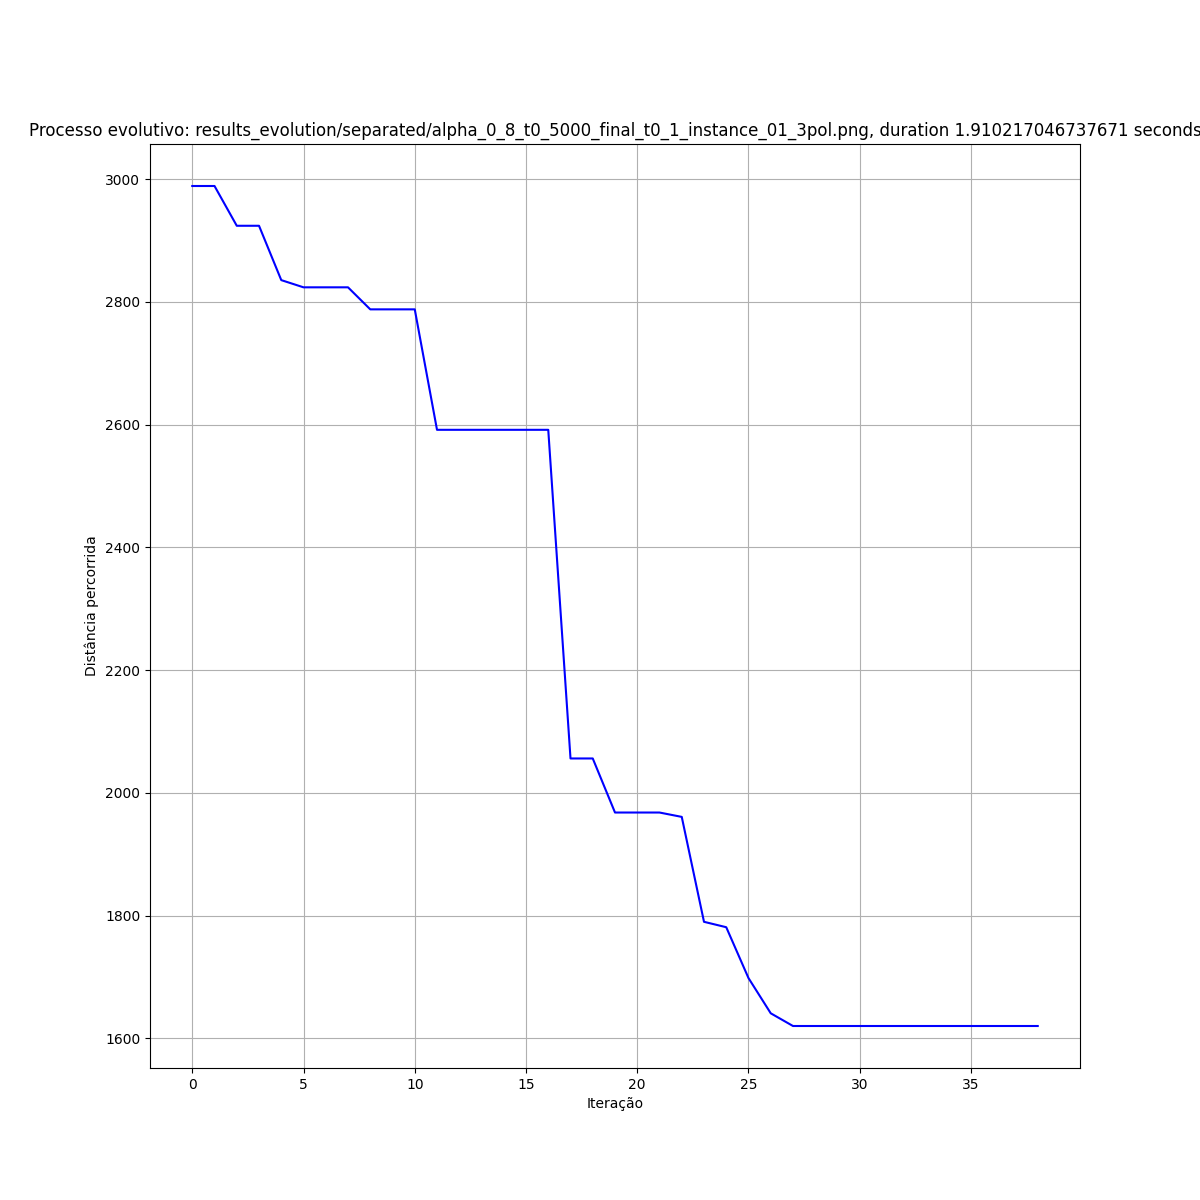 Processo evolutivo: results_evolution/separated/alpha_0_8_t0_5000_final_t0_1_instance_01_3pol.png, duration 1.910217046737671 seconds
3000
2800
2600
2400
2200
2000
1800
1600
Distância percorrida
0 5 10 15 20 25 30 35
Iteração